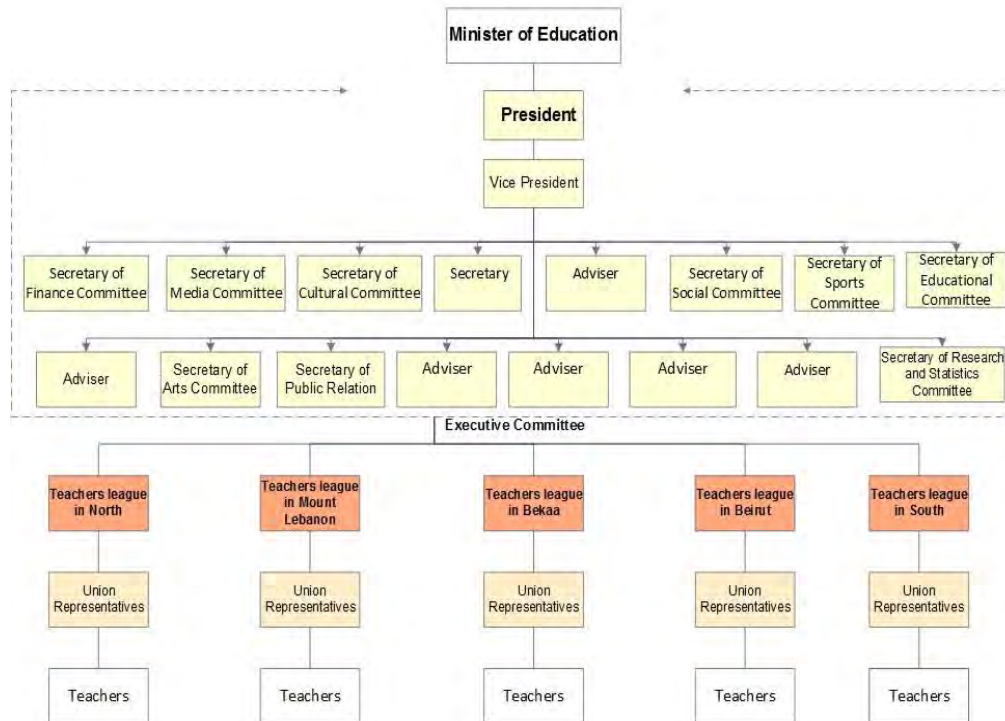 Minister of Education
President
Vice President
Secretary of
Finance Committee
Secretary of
Media Committee
Secretary of
Cultural Committee
Secretary
Adviser
Secretary of
Social Committee
Secretary of
Sports
Committee
Secretary of
Educational
Committee
Adviser
Secretary of
Arts Committee
Secretary of
Public Relation
Adviser
Adviser
Adviser
Adviser
Secretary of Research
and Statistics
Committee
Executive Committee
Teachers league
in North
Teachers league
in Mount
Lebanon
Teachers league
in Bekaa
Teachers league
in Beirut
Teachers league
in South
Union
Representatives
Union
Representatives
Union
Representatives
Union
Representatives
Union
Representatives
Teachers
Teachers
Teachers
Teachers
Teachers